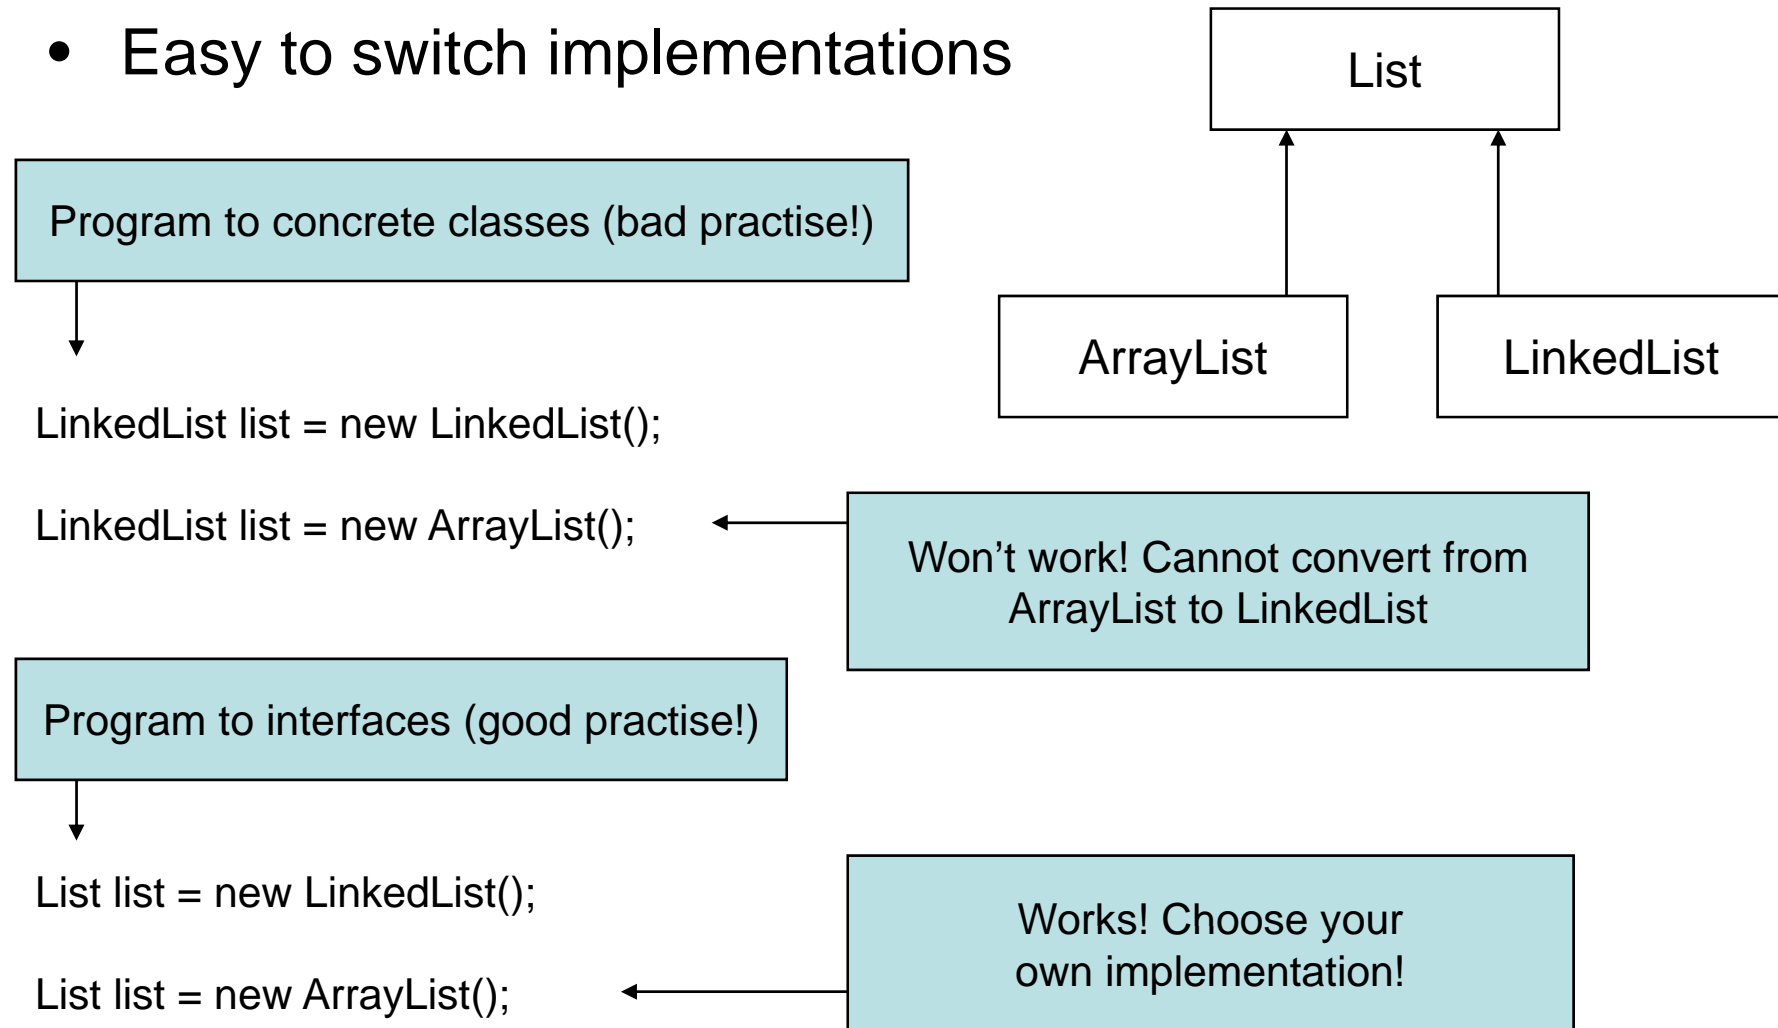 • Easy to switch implementations
List
Program to concrete classes (bad practise!)
ArrayList
LinkedList
LinkedList list = new LinkedList();
LinkedList list = new ArrayList();
Won’t work! Cannot convert from
ArrayList to LinkedList
Program to interfaces (good practise!)
List list = new LinkedList();
List list = new ArrayList();
Works! Choose your
own implementation!